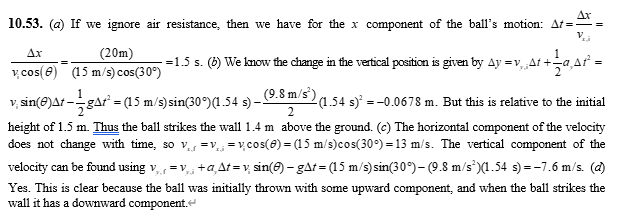 10.53. (a) If we ignore air resistance, then we have for the x component of the ball's motion: Δt = Δx / v_{x,i} =
Δx / (v_i cos(θ)) = (20m) / ((15 m/s) cos(30°)) = 1.5 s. (b) We know the change in the vertical position is given by Δy = v_{y,i}Δt + ½ a_yΔt² =
v_i sin(θ)Δt − ½ gΔt² = (15 m/s)sin(30°)(1.54 s) − (9.8 m/s²)/2 (1.54 s)² = −0.0678 m. But this is relative to the initial
height of 1.5 m. Thus the ball strikes the wall 1.4 m above the ground. (c) The horizontal component of the velocity
does not change with time, so v_{x,f} = v_{x,i} = v_i cos(θ) = (15 m/s)cos(30°) = 13 m/s. The vertical component of the
velocity can be found using v_{y,f} = v_{y,i} + a_yΔt = v_i sin(θ) − gΔt = (15 m/s)sin(30°) − (9.8 m/s²)(1.54 s) = −7.6 m/s. (d)
Yes. This is clear because the ball was initially thrown with some upward component, and when the ball strikes the
wall it has a downward component.↵